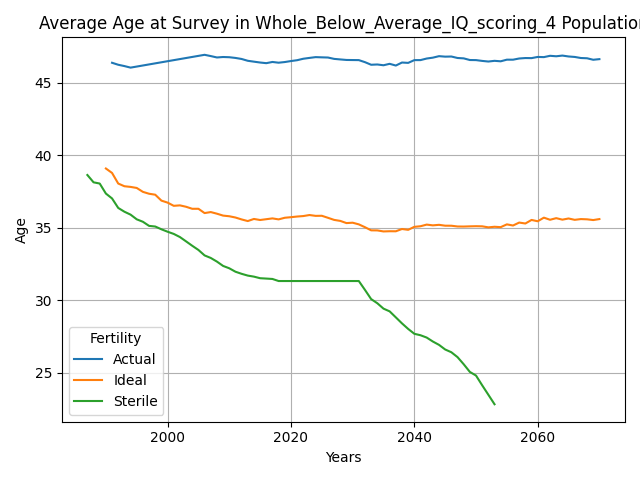 Average Age at Survey in Whole_Below_Average_IQ_scoring_4 Population
Age
45
40
35
30
25
Fertility
Actual
Ideal
Sterile
2000
2020
2040
2060
Years